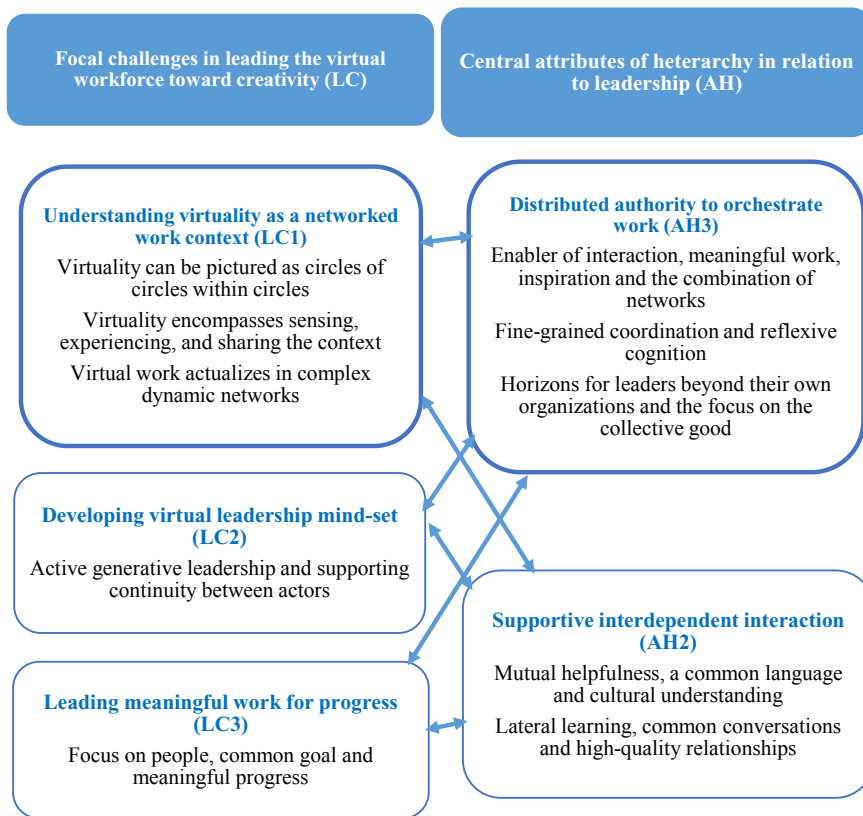 Focal challenges in leading the virtual
workforce toward creativity (LC)
Central attributes of heterarchy in relation
to leadership (AH)
Understanding virtuality as a networked
work context (LC1)
Virtuality can be pictured as circles of
circles within circles
Virtuality encompasses sensing,
experiencing, and sharing the context
Virtual work actualizes in complex
dynamic networks
Distributed authority to orchestrate
work (AH3)
Enabler of interaction, meaningful work,
inspiration and the combination of
networks
Fine-grained coordination and reflexive
cognition
Horizons for leaders beyond their own
organizations and the focus on the
collective good
Developing virtual leadership mind-set
(LC2)
Active generative leadership and supporting
continuity between actors
Supportive interdependent interaction
(AH2)
Mutual helpfulness, a common language
and cultural understanding
Lateral learning, common conversations
and high-quality relationships
Leading meaningful work for progress
(LC3)
Focus on people, common goal and
meaningful progress